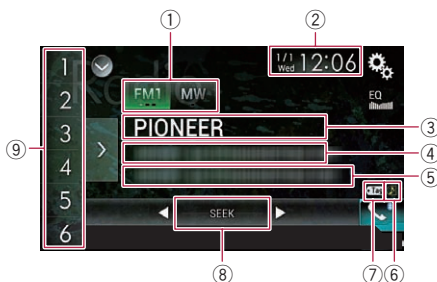 ① ②
1/1 Wed 12:06
FM1 MW
EQ
PIONEER
③
④
⑤
1
2
3
4
5
6
⑨
SEEK
⑧ ⑦ ⑥